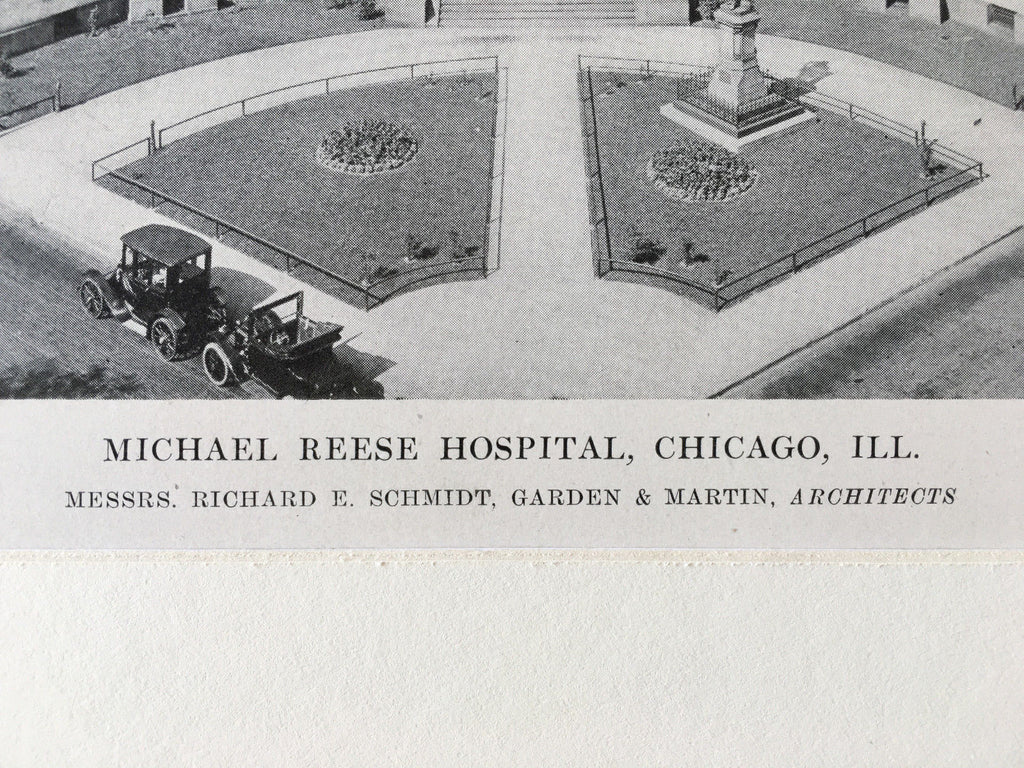 MICHAEL REESE HOSPITAL, CHICAGO, ILL.
MESSRS. RICHARD E. SCHMIDT, GARDEN & MARTIN, ARCHITECTS